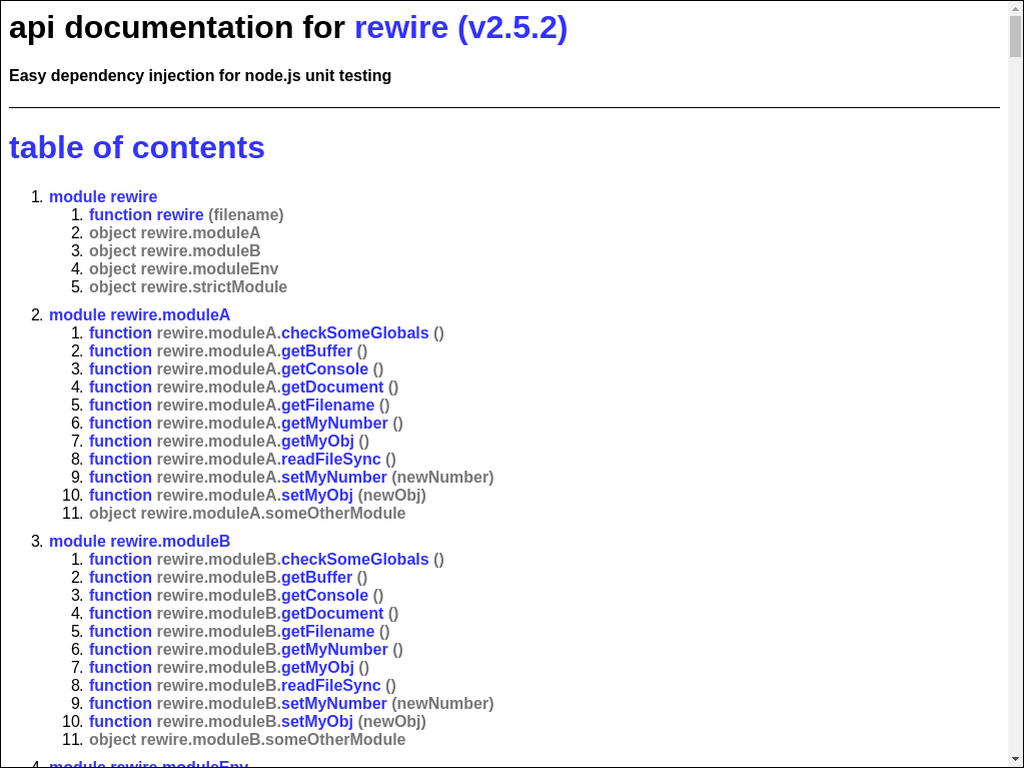 api documentation for rewire (v2.5.2)
Easy dependency injection for node.js unit testing
table of contents
1. module rewire
1. function rewire (filename)
2. object rewire.moduleA
3. object rewire.moduleB
4. object rewire.moduleEnv
5. object rewire.strictModule
2. module rewire.moduleA
1. function rewire.moduleA.checkSomeGlobals ()
2. function rewire.moduleA.getBuffer ()
3. function rewire.moduleA.getConsole ()
4. function rewire.moduleA.getDocument ()
5. function rewire.moduleA.getFilename ()
6. function rewire.moduleA.getMyNumber ()
7. function rewire.moduleA.getMyObj ()
8. function rewire.moduleA.readFileSync ()
9. function rewire.moduleA.setMyNumber (newNumber)
10. function rewire.moduleA.setMyObj (newObj)
11. object rewire.moduleA.someOtherModule
3. module rewire.moduleB
1. function rewire.moduleB.checkSomeGlobals ()
2. function rewire.moduleB.getBuffer ()
3. function rewire.moduleB.getConsole ()
4. function rewire.moduleB.getDocument ()
5. function rewire.moduleB.getFilename ()
6. function rewire.moduleB.getMyNumber ()
7. function rewire.moduleB.getMyObj ()
8. function rewire.moduleB.readFileSync ()
9. function rewire.moduleB.setMyNumber (newNumber)
10. function rewire.moduleB.setMyObj (newObj)
11. object rewire.moduleB.someOtherModule
4. module rewire.moduleEnv